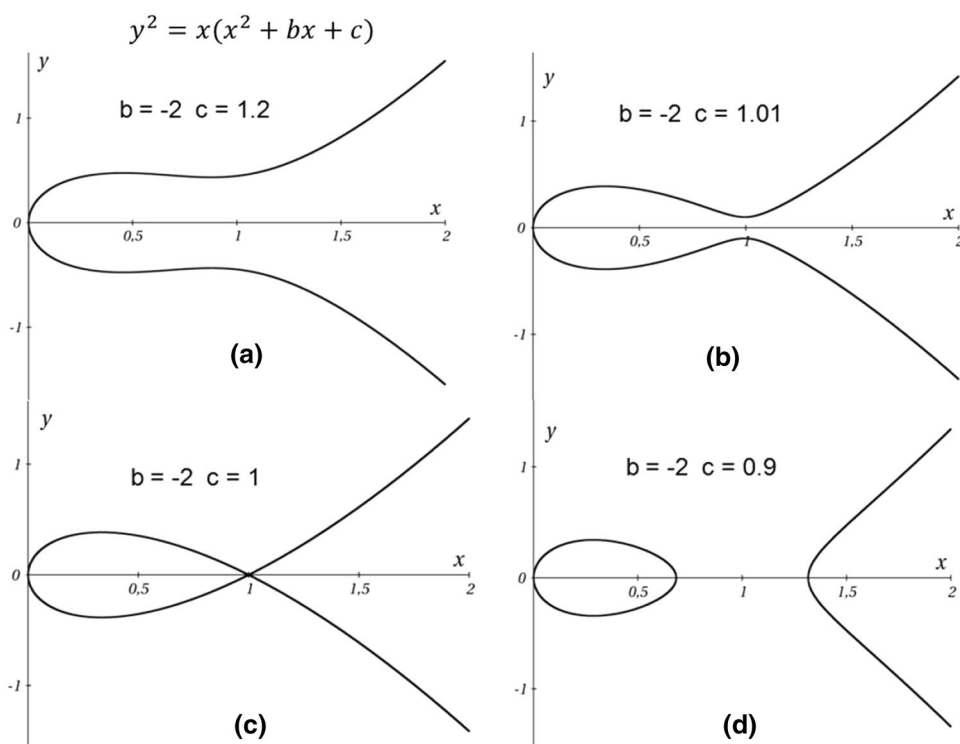 y² = x(x² + bx + c)
y
b = -2 c = 1.2
1
x
0
0,5
1
1,5
2
-1
(a)
y
b = -2 c = 1.01
1
x
0
0,5
1
1,5
2
-1
(b)
y
b = -2 c = 1
1
x
0
0,5
1
1,5
2
-1
(c)
y
b = -2 c = 0.9
1
x
0
0,5
1
1,5
2
-1
(d)